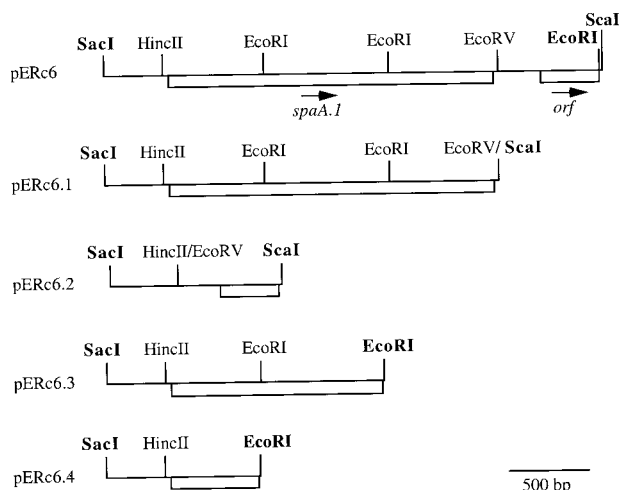 ScaI
SacI HincII EcoRI EcoRI EcoRV EcoRI
pERc6
spaA.1 orf
SacI HincII EcoRI EcoRI EcoRV/ ScaI
pERc6.1
SacI HincII/EcoRV ScaI
pERc6.2
SacI HincII EcoRI EcoRI
pERc6.3
SacI HincII EcoRI
pERc6.4
500 bp